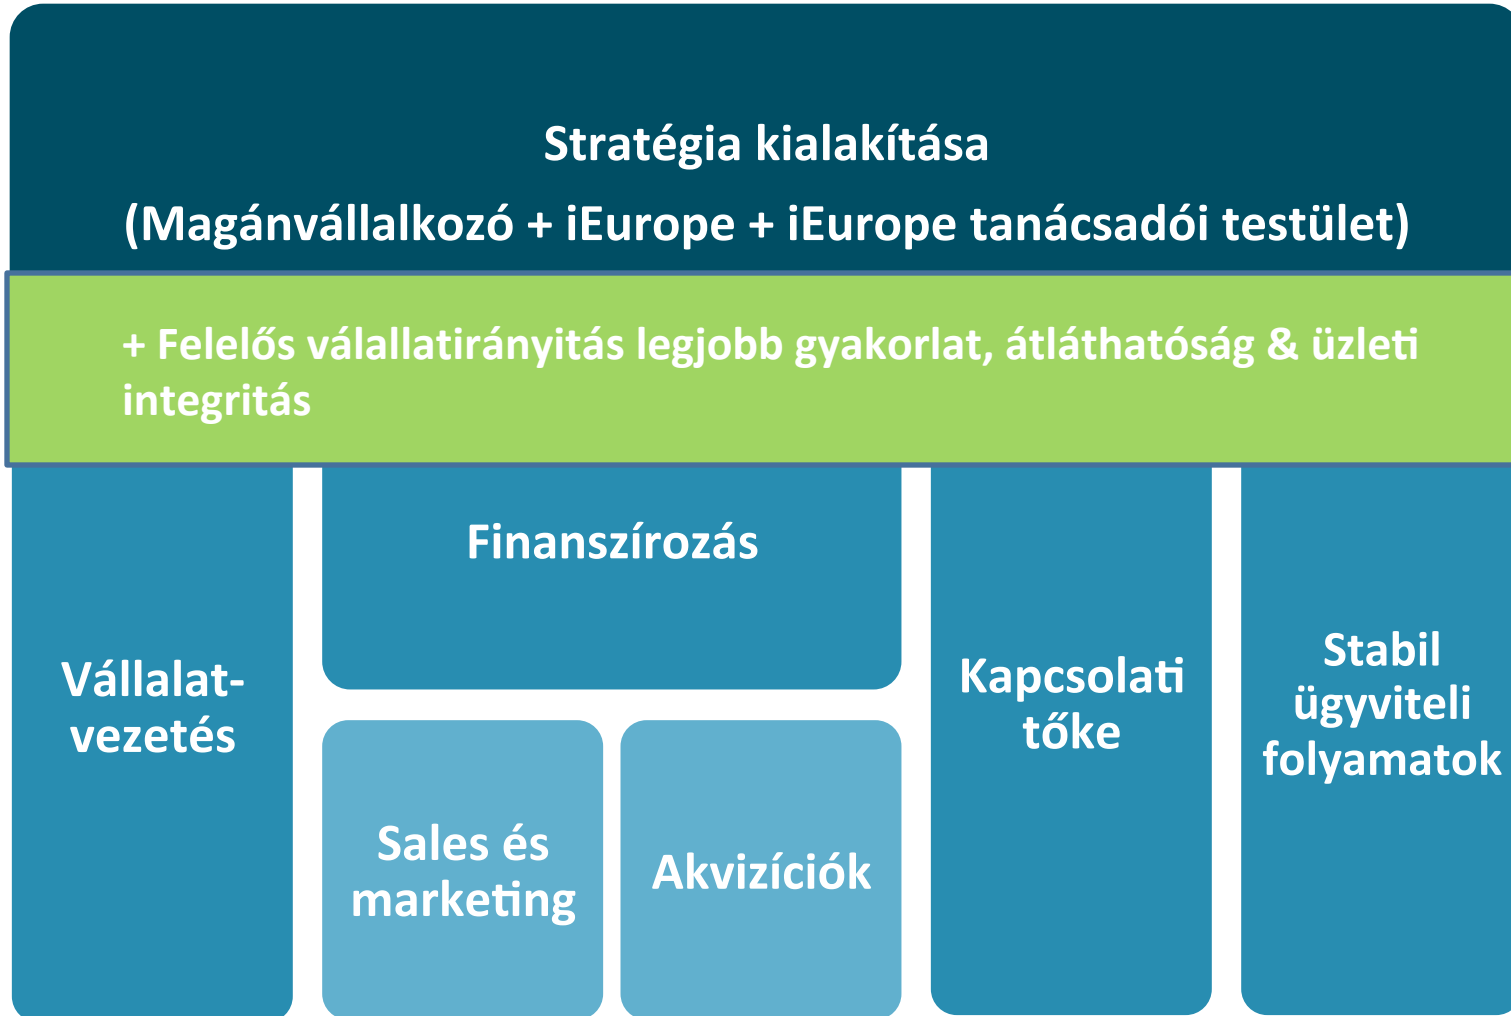 Stratégia kialakítása
(Magánvállalkozó + iEurope + iEurope tanácsadói testület)
+ Felelős válallatirányitás legjobb gyakorlat, átláthatóság & üzleti
integritás
Finanszírozás
Vállalat-
vezetés
Kapcsolati
tőke
Stabil
ügyviteli
folyamatok
Sales és
marketing
Akvizíciók